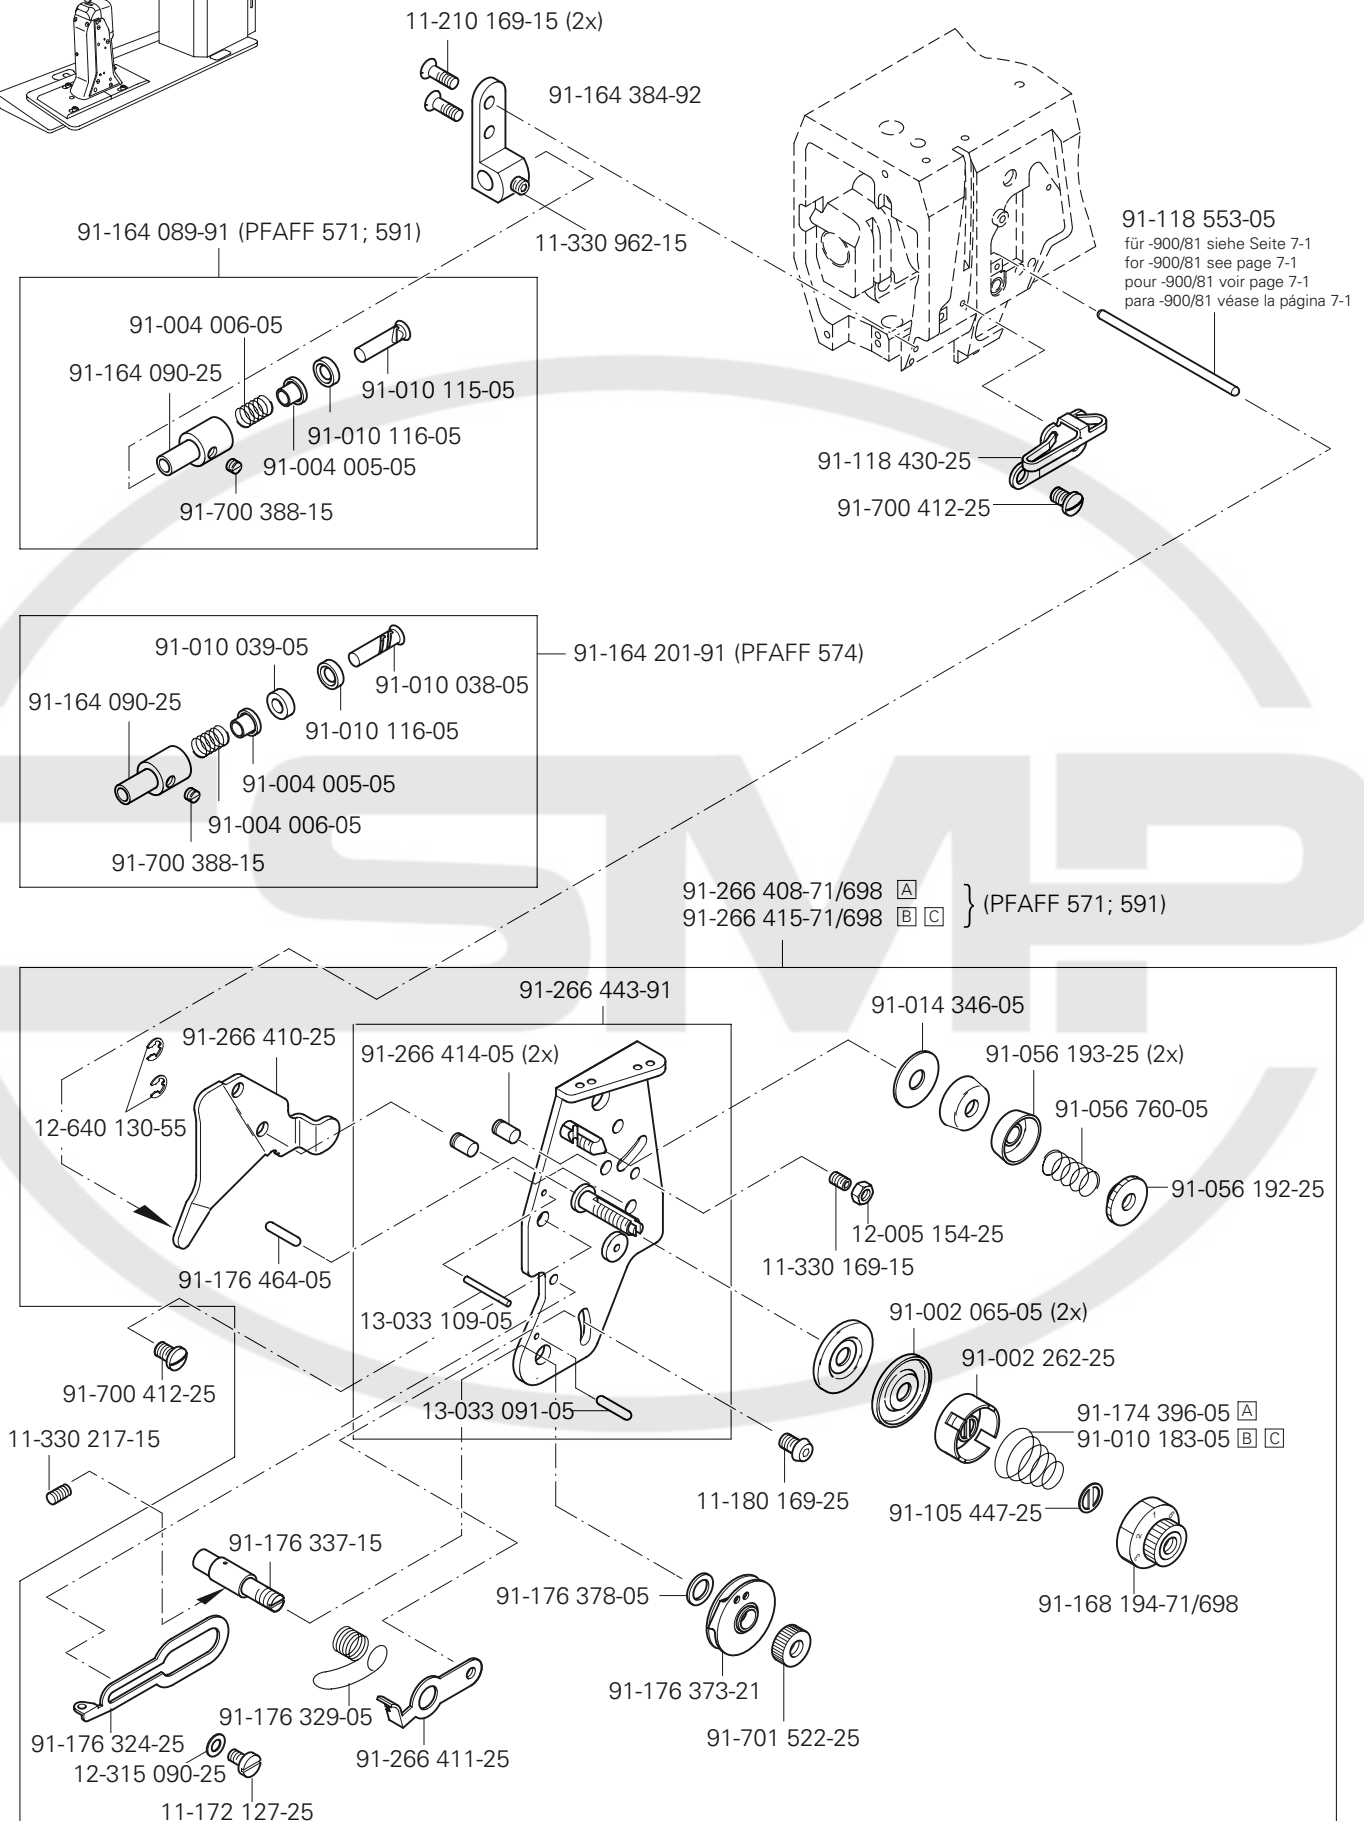 11-210 169-15 (2x)
91-164 384-92
11-330 962-15
91-118 553-05
für -900/81 siehe Seite 7-1
for -900/81 see page 7-1
pour -900/81 voir page 7-1
para -900/81 véase la página 7-1
91-164 089-91 (PFAFF 571; 591)
91-004 006-05
91-164 090-25
91-010 115-05
91-010 116-05
91-004 005-05
91-700 388-15
91-118 430-25
91-700 412-25
91-010 039-05
91-164 201-91 (PFAFF 574)
91-010 038-05
91-164 090-25
91-010 116-05
91-004 005-05
91-004 006-05
91-700 388-15
91-266 408-71/698 A
91-266 415-71/698 B C
} (PFAFF 571; 591)
91-266 443-91
91-014 346-05
91-266 410-25
91-266 414-05 (2x)
91-056 193-25 (2x)
91-056 760-05
12-640 130-55
91-056 192-25
12-005 154-25
11-330 169-15
91-176 464-05
13-033 109-05
91-002 065-05 (2x)
91-002 262-25
91-700 412-25
13-033 091-05
91-174 396-05 A
91-010 183-05 B C
11-330 217-15
11-180 169-25
91-105 447-25
91-176 337-15
91-176 378-05
91-168 194-71/698
91-176 373-21
91-176 329-05
91-701 522-25
91-176 324-25
91-266 411-25
12-315 090-25
11-172 127-25
SMP